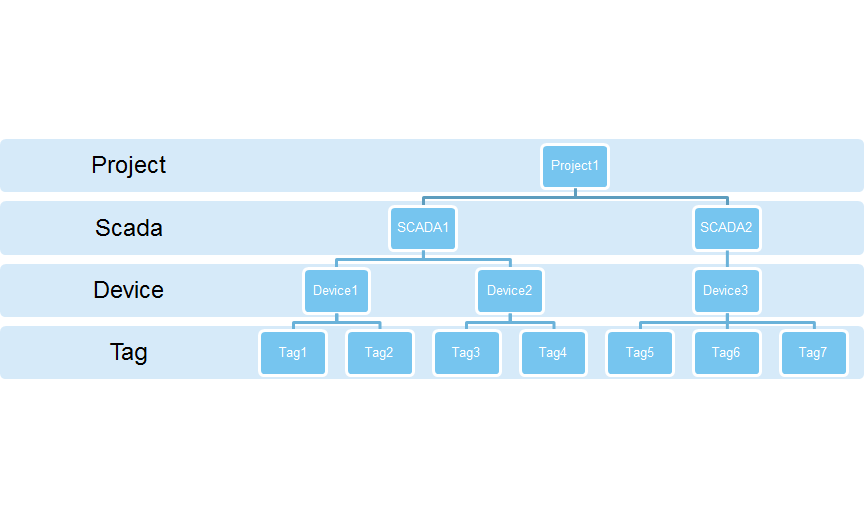 Project
Project1
Scada
SCADA1
SCADA2
Device
Device1
Device2
Device3
Tag
Tag1
Tag2
Tag3
Tag4
Tag5
Tag6
Tag7